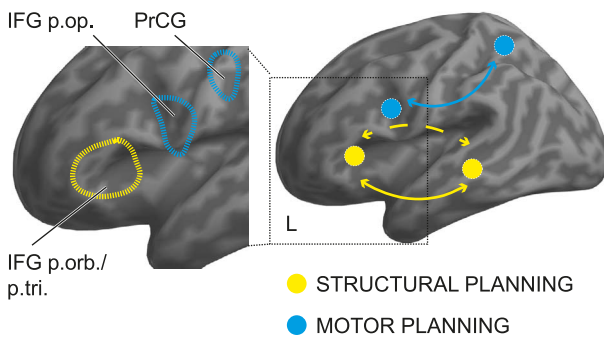 IFG p.op.
PrCG
IFG p.orb./
p.tri.
L
STRUCTURAL PLANNING
MOTOR PLANNING